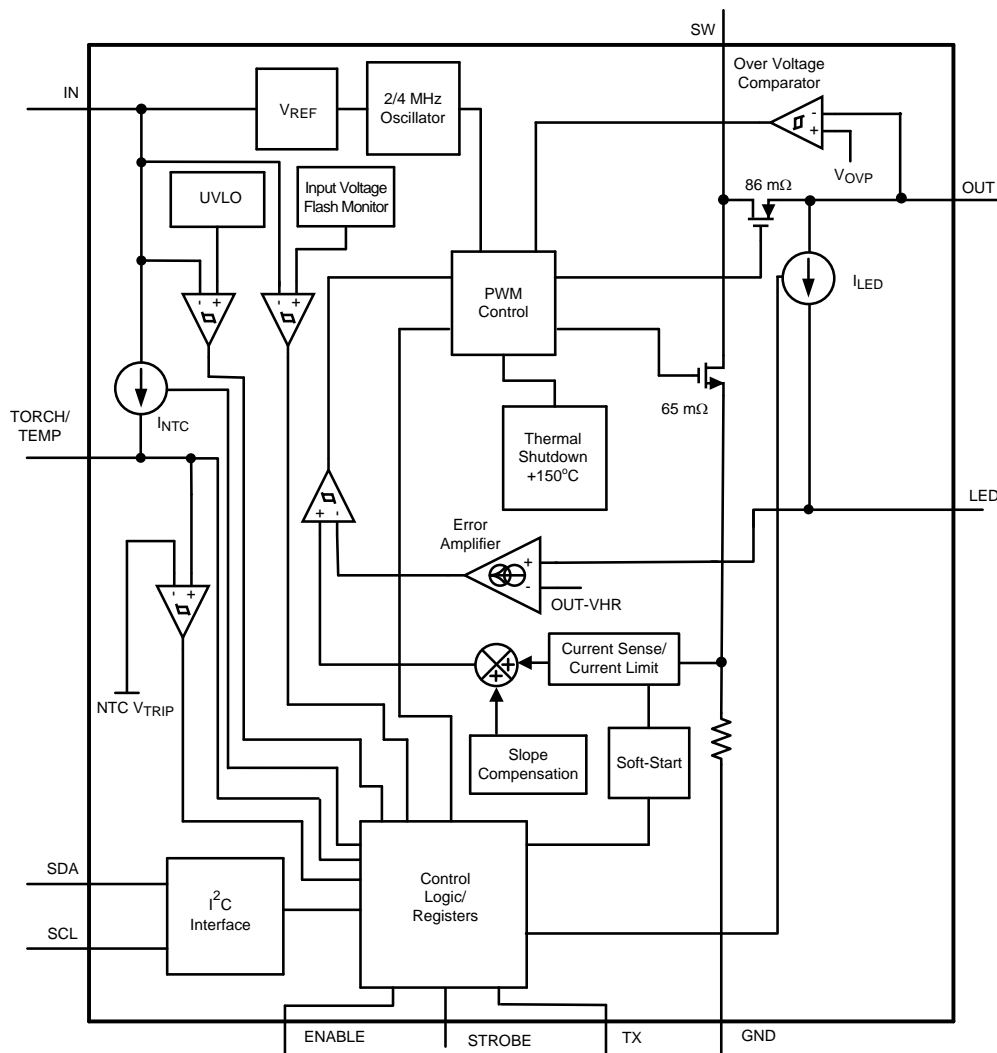 SW
Over Voltage
Comparator
IN
VREF
2/4 MHz
Oscillator
-
+
VOVP
UVLO
Input Voltage
Flash Monitor
86 mΩ
OUT
- +
- +
PWM
Control
ILED
INTC
65 mΩ
TORCH/
TEMP
Thermal
Shutdown
+150°C
LED
+ -
Error
Amplifier
+
-
OUT-VHR
- +
NTC VTRIP
+
+
Current Sense/
Current Limit
Slope
Compensation
Soft-Start
SDA
SCL
I²C
Interface
Control
Logic/
Registers
ENABLE
STROBE
TX
GND